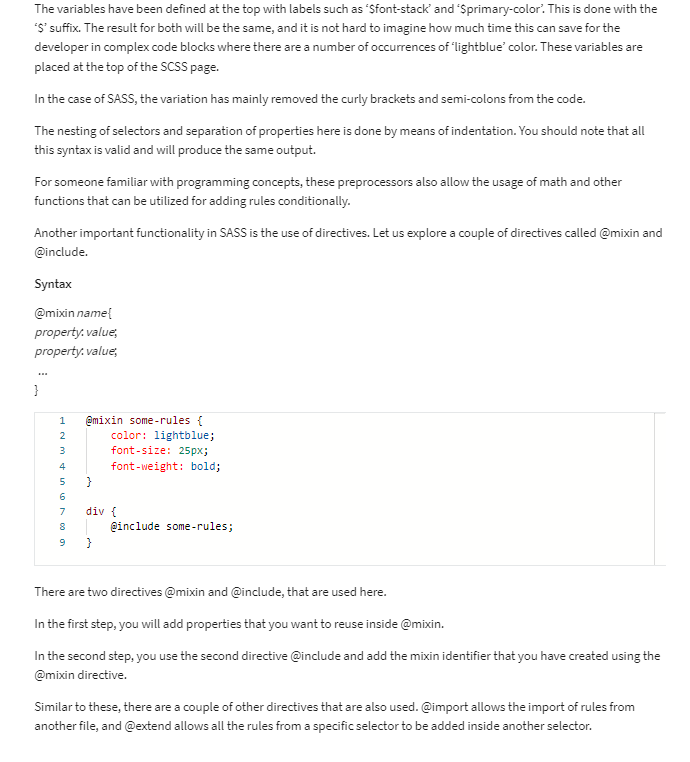 The variables have been defined at the top with labels such as ‘$font-stack’ and ‘$primary-color’. This is done with the
‘$’ suffix. The result for both will be the same, and it is not hard to imagine how much time this can save for the
developer in complex code blocks where there are a number of occurrences of ‘lightblue’ color. These variables are
placed at the top of the SCSS page.
In the case of SASS, the variation has mainly removed the curly brackets and semi-colons from the code.
The nesting of selectors and separation of properties here is done by means of indentation. You should note that all
this syntax is valid and will produce the same output.
For someone familiar with programming concepts, these preprocessors also allow the usage of math and other
functions that can be utilized for adding rules conditionally.
Another important functionality in SASS is the use of directives. Let us explore a couple of directives called @mixin and
@include.
Syntax
@mixin name{
property: value;
property: value;
...
}
1 @mixin some-rules {
2 color: lightblue;
3 font-size: 25px;
4 font-weight: bold;
5 }
6
7 div {
8 @include some-rules;
9 }
There are two directives @mixin and @include, that are used here.
In the first step, you will add properties that you want to reuse inside @mixin.
In the second step, you use the second directive @include and add the mixin identifier that you have created using the
@mixin directive.
Similar to these, there are a couple of other directives that are also used. @import allows the import of rules from
another file, and @extend allows all the rules from a specific selector to be added inside another selector.